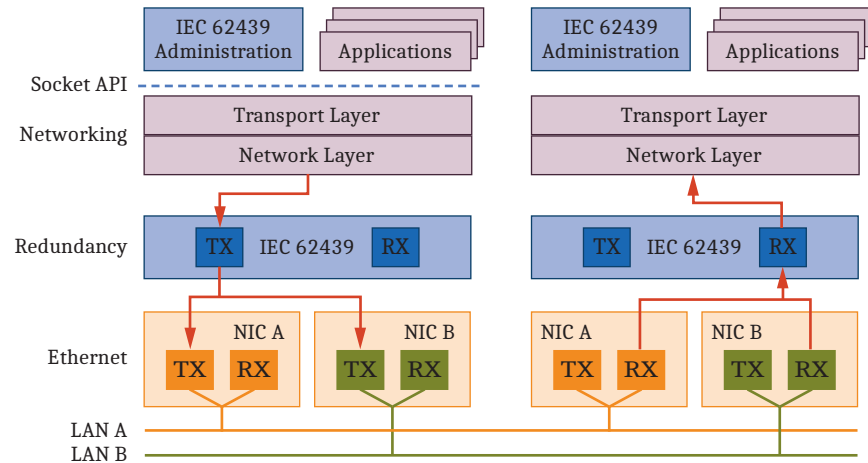 IEC 62439
Administration
Applications
IEC 62439
Administration
Applications
Socket API
Networking
Transport Layer
Network Layer
Transport Layer
Network Layer
Redundancy
TX
IEC 62439
RX
TX
IEC 62439
RX
Ethernet
NIC A
TX
RX
NIC B
TX
RX
NIC A
TX
RX
NIC B
TX
RX
LAN A
LAN B